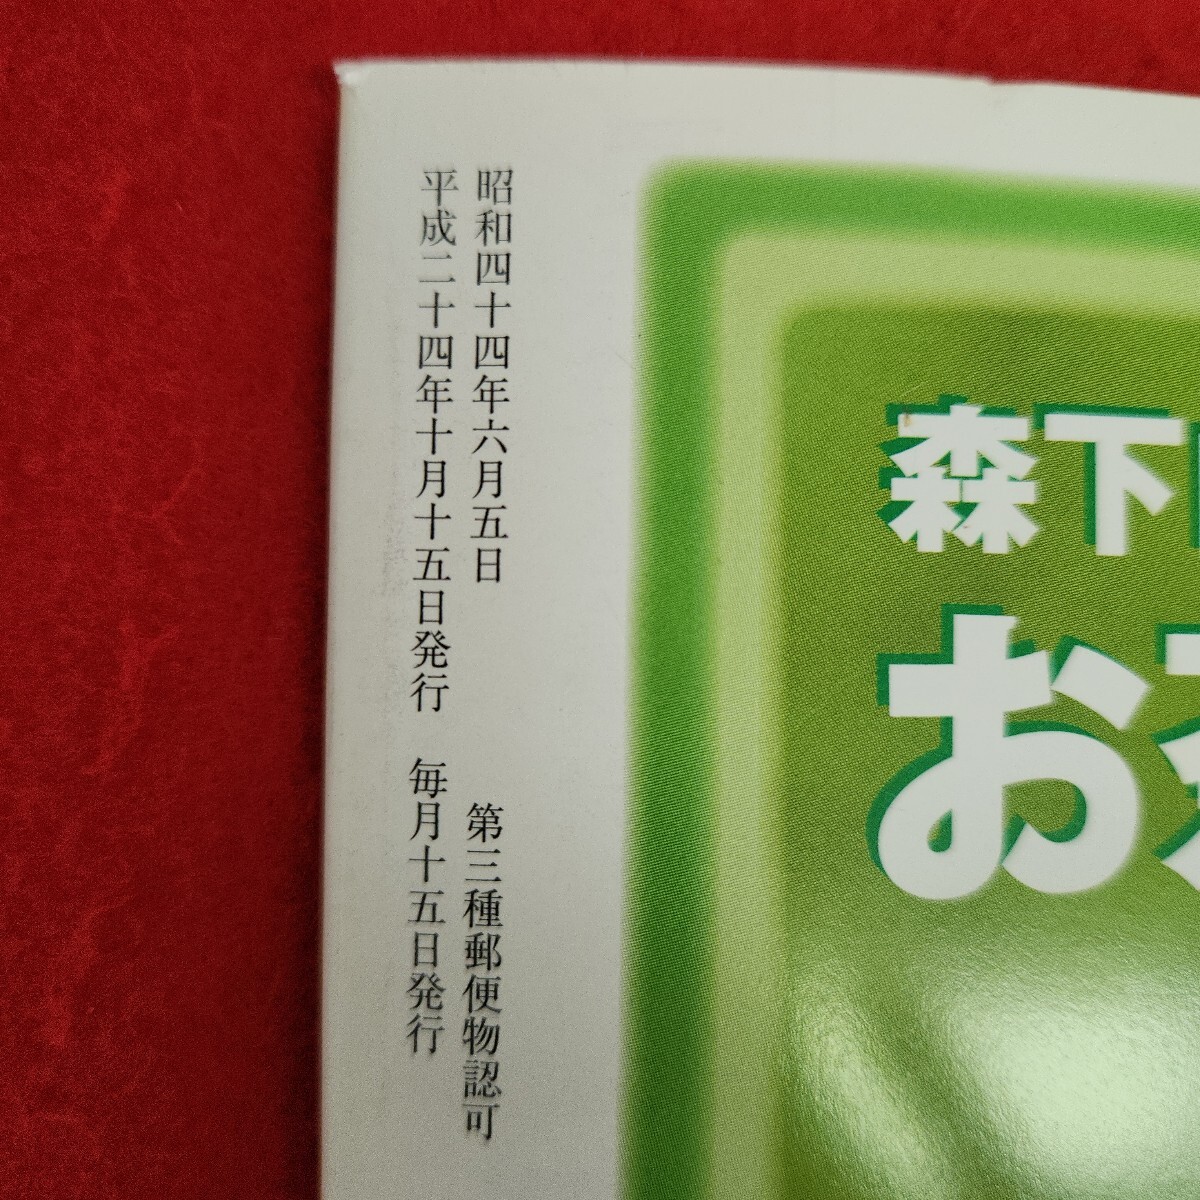 昭和四十四年六月五日　第三種郵便物認可
平成二十四年十月十五日発行　毎月十五日発行
森下
お